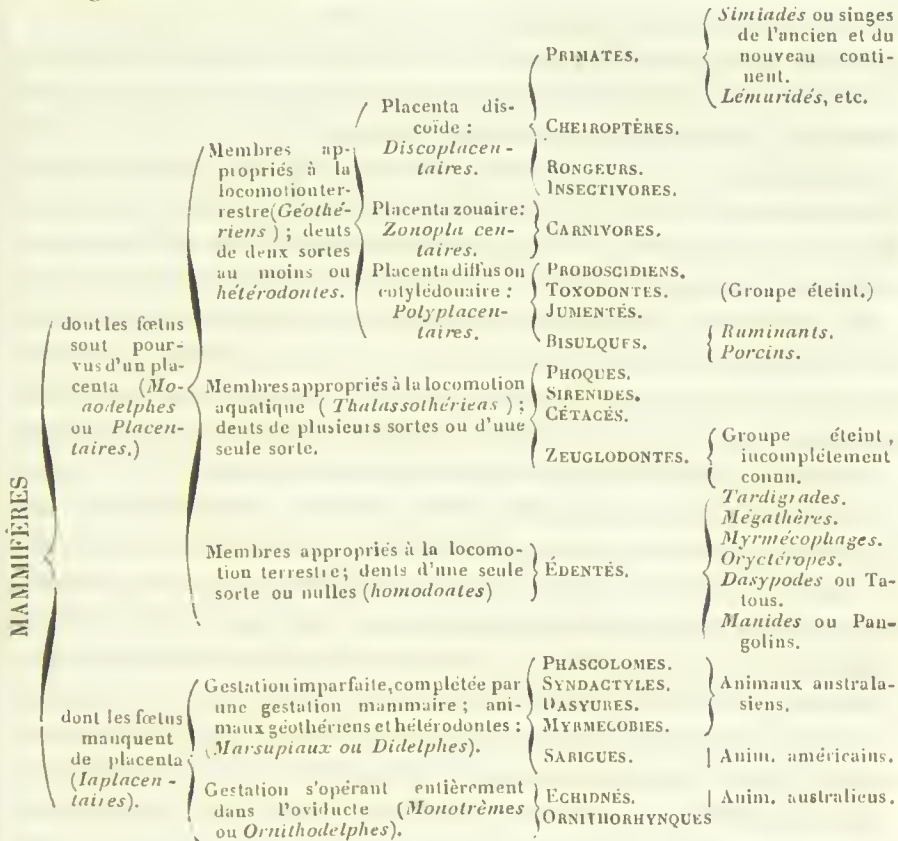 MAMMIFÈRES
dont les fœtus
sont pour-
vus d'un pla-
centa (Mo-
nodelphes
ou Placen-
taires.)
Membres ap-
propriés à la
locomotion ter-
restre (Géothé-
riens) ; dents
de deux sortes
au moins ou
hétérodontes.
Placenta dis-
coïde :
Discoplacen-
taires.
PRIMATES.
Simiadés ou singes
de l'ancien et du
nouveau conti-
nent.
Lémuridés, etc.
CHEIROPTÈRES.
RONGEURS.
INSECTIVORES.
Placenta zonaire:
Zonopla centaires.
CARNIVORES.
Placenta diffus ou
cotylédonaire :
Polyplacen-
taires.
PROBOSCIDIENS.
TOXODONTES. (Groupe éteint.)
JUMENTÉS.
BISULQUES.
Ruminants.
Porcins.
Membres appropriés à la locomotion
aquatique (Thalassothériens) ;
dents de plusieurs sortes ou d'une
seule sorte.
PHOQUES.
SIRENIDES.
CÉTACÉS.
ZEUGLODONTES.
Groupe éteint,
incomplétement
connu.
Membres appropriés à la locomo-
tion terrestre; dents d'une seule
sorte ou nulles (homodontes)
ÉDENTÉS.
Tardigrades.
Mégathères.
Myrmécophages.
Oryctéropes.
Dasypodes ou Ta-
tous.
Manides ou Pan-
golins.
dont les fœtus
manquent
de placenta
(Implacen-
taires).
Gestation imparfaite, complétée par
une gestation mammaire ; ani-
maux géothériens et hétérodontes :
(Marsupiaux ou Didelphes).
PHASCOLOMES.
SYNDACTYLES.
DASYURES.
MYRMECOBIES.
Animaux australa-
siens.
SARIGUES. | Anim. américains.
Gestation s'opérant entièrement
dans l'oviducte (Monotrèmes
ou Ornithodelphes).
ECHIDNÉS. | Anim. australiens.
ORNITHORHYNQUES